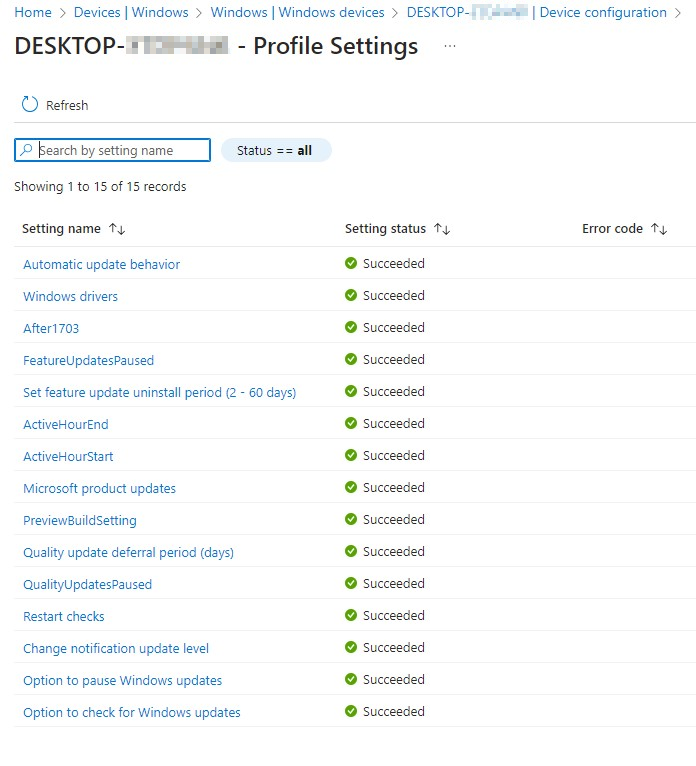 Home > Devices | Windows > Windows | Windows devices > DESKTOP- | Device configuration >
DESKTOP- - Profile Settings ...
Refresh
Search by setting name Status == all
Showing 1 to 15 of 15 records
Setting name ↑↓ Setting status ↑↓ Error code ↑↓
Automatic update behavior Succeeded
Windows drivers Succeeded
After1703 Succeeded
FeatureUpdatesPaused Succeeded
Set feature update uninstall period (2 - 60 days) Succeeded
ActiveHourEnd Succeeded
ActiveHourStart Succeeded
Microsoft product updates Succeeded
PreviewBuildSetting Succeeded
Quality update deferral period (days) Succeeded
QualityUpdatesPaused Succeeded
Restart checks Succeeded
Change notification update level Succeeded
Option to pause Windows updates Succeeded
Option to check for Windows updates Succeeded